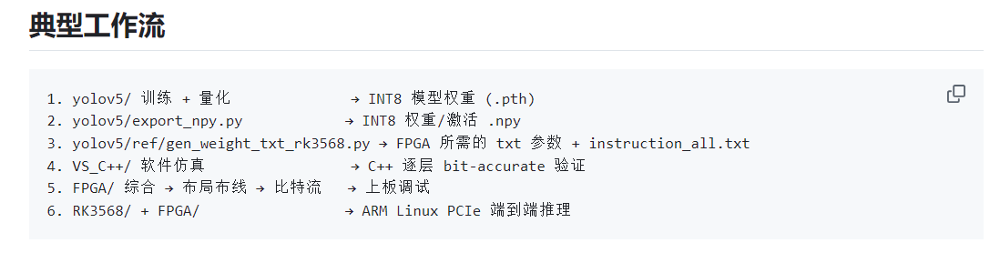 典型工作流
1. yolov5/ 训练 + 量化 → INT8 模型权重 (.pth)
2. yolov5/export_npy.py → INT8 权重/激活 .npy
3. yolov5/ref/gen_weight_txt_rk3568.py → FPGA 所需的 txt 参数 + instruction_all.txt
4. VS_C++/ 软件仿真 → C++ 逐层 bit-accurate 验证
5. FPGA/ 综合 → 布局布线 → 比特流 → 上板调试
6. RK3568/ + FPGA/ → ARM Linux PCIe 端到端推理